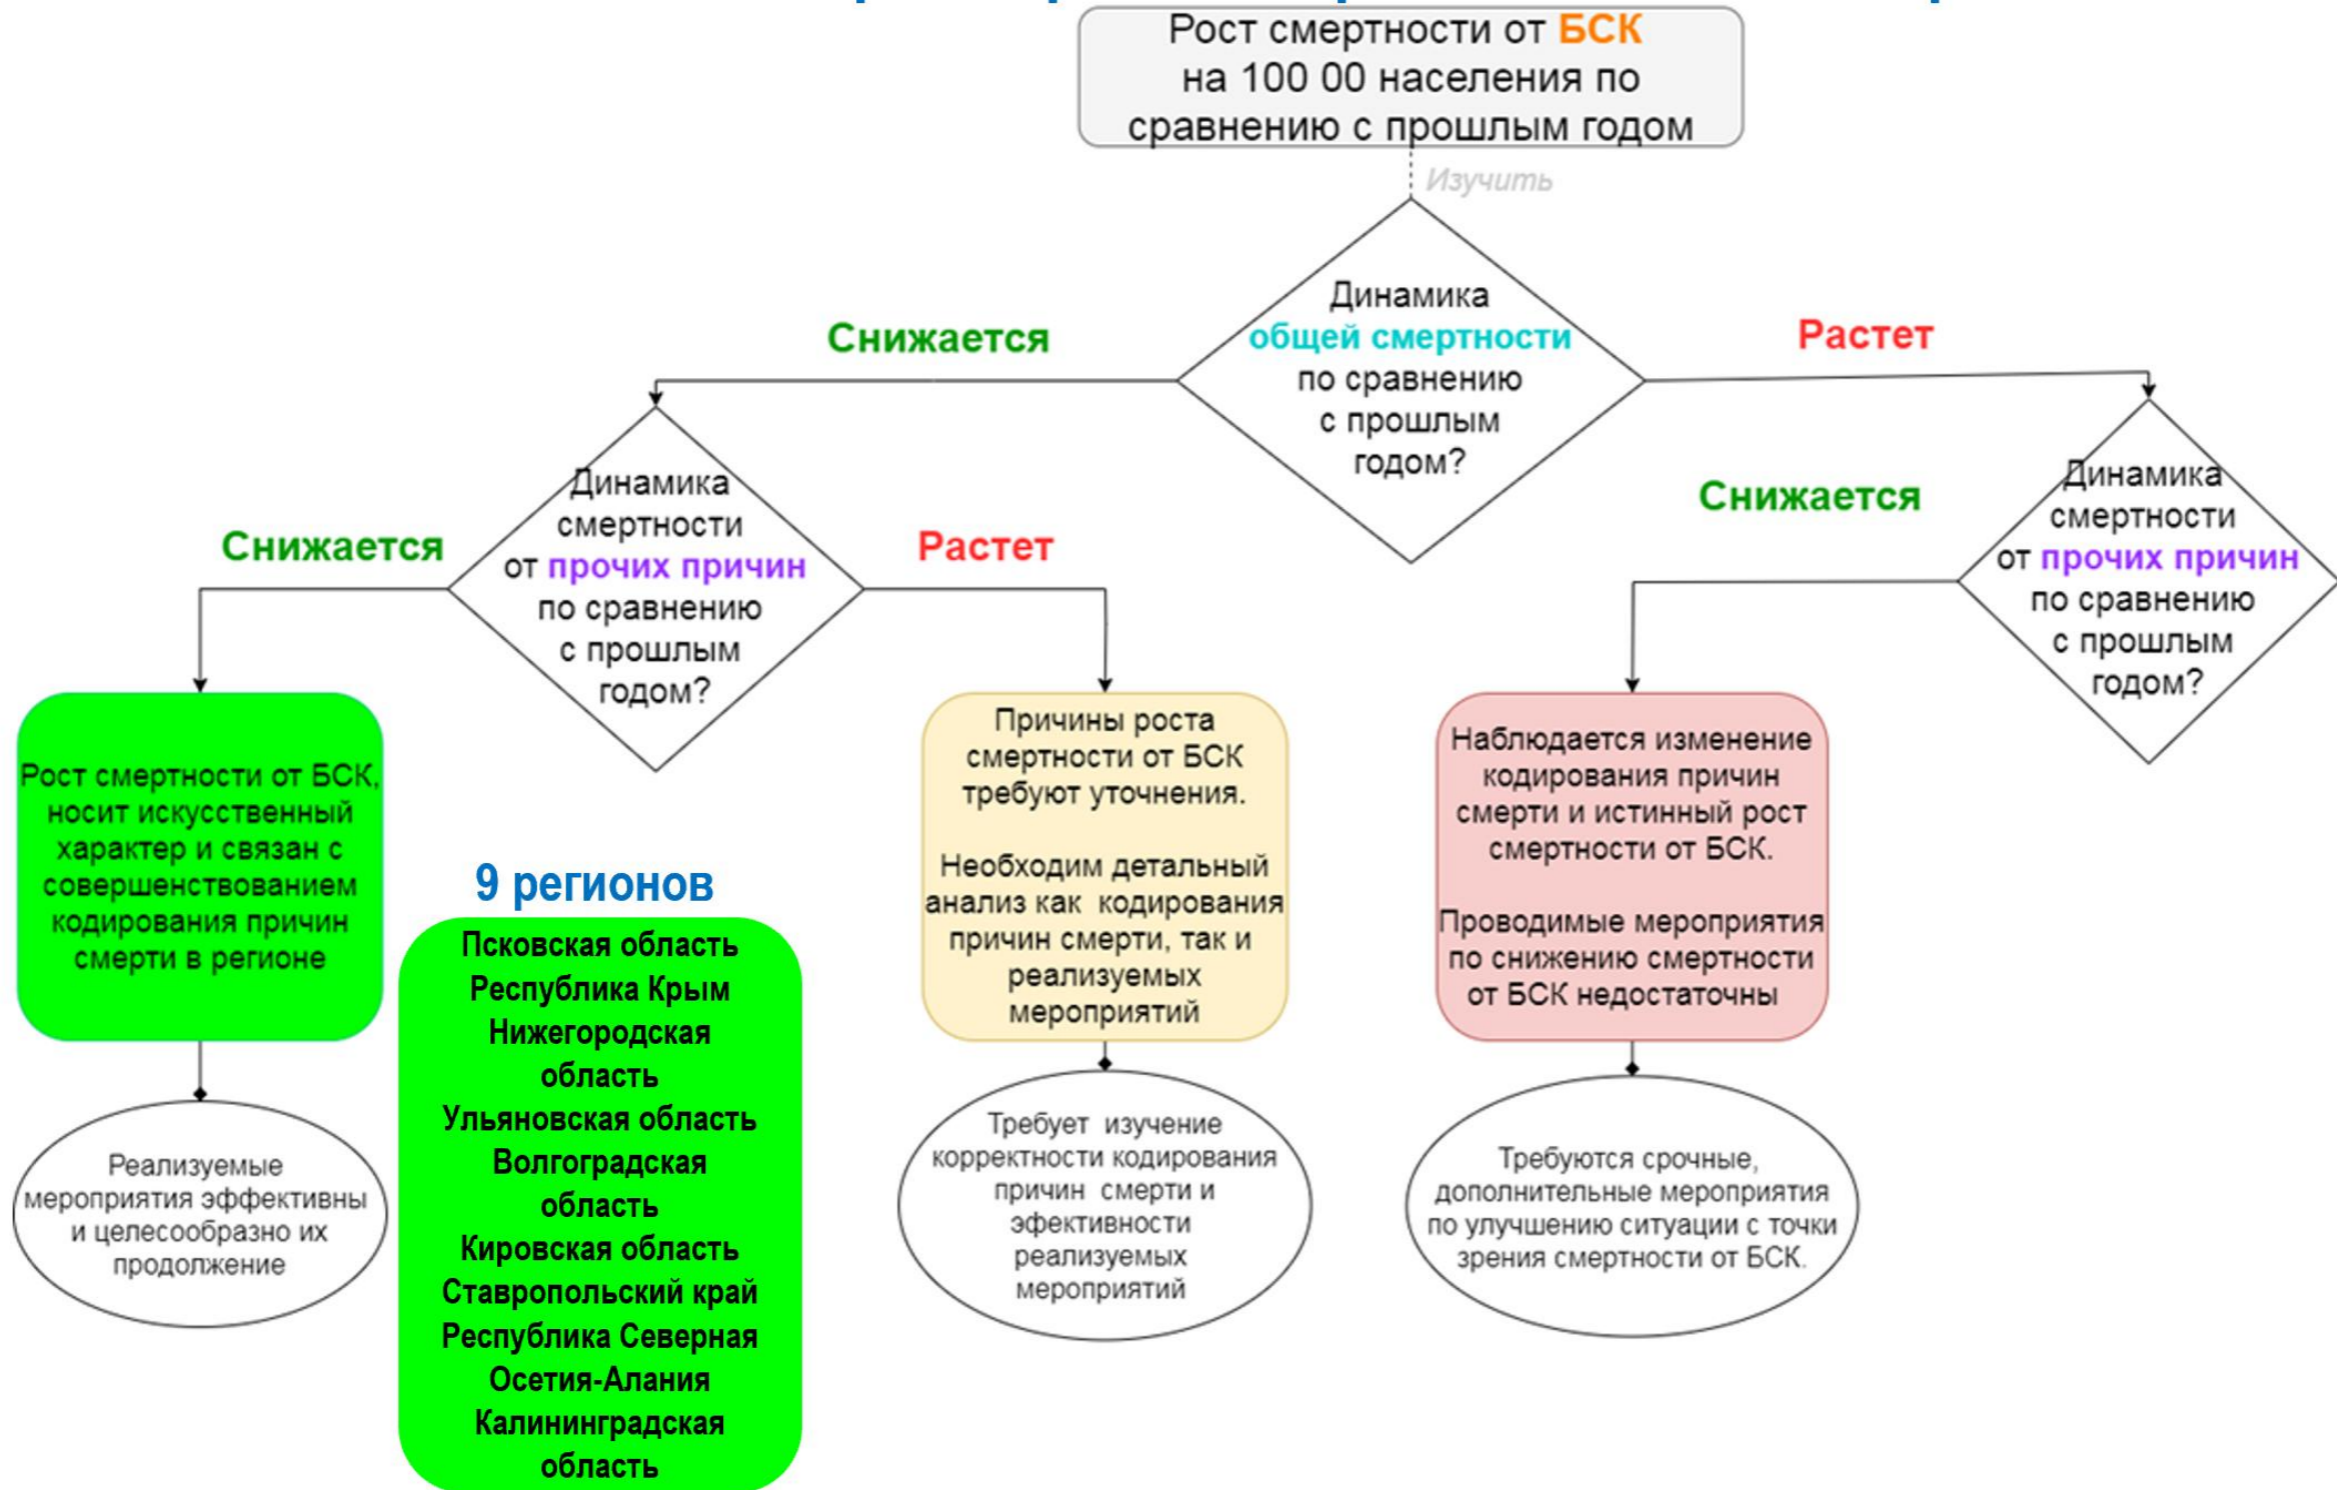 Рост смертности от БСК
на 100 00 населения по
сравнению с прошлым годом
Изучить
Динамика
общей смертности
по сравнению
с прошлым
годом?
Снижается
Растет
Динамика
смертности
от прочих причин
по сравнению
с прошлым
годом?
Снижается
Растет
Снижается
Динамика
смертности
от прочих причин
по сравнению
с прошлым
годом?
Рост смертности от БСК,
носит искусственный
характер и связан с
совершенствованием
кодирования причин
смерти в регионе
Реализуемые
мероприятия эффективны
и целесообразно их
продолжение
9 регионов
Псковская область
Республика Крым
Нижегородская
область
Ульяновская область
Волгоградская
область
Кировская область
Ставропольский край
Республика Северная
Осетия-Алания
Калининградская
область
Причины роста
смертности от БСК
требуют уточнения.
Необходим детальный
анализ как кодирования
причин смерти, так и
реализуемых
мероприятий
Требует изучение
корректности кодирования
причин смерти и
эфективности
реализуемых
мероприятий
Наблюдается изменение
кодирования причин
смерти и истинный рост
смертности от БСК.
Проводимые мероприятия
по снижению смертности
от БСК недостаточны
Требуются срочные,
дополнительные мероприятия
по улучшению ситуации с точки
зрения смертности от БСК.